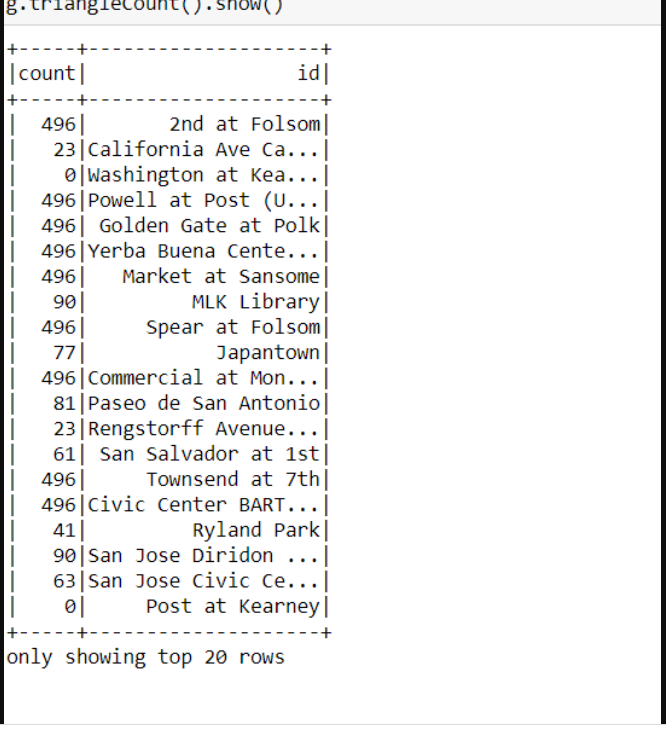 g.triangleCount().show()
+-----+--------------------+
|count|                  id|
+-----+--------------------+
|  496|       2nd at Folsom|
|   23|California Ave Ca...|
|    0|Washington at Kea...|
|  496|Powell at Post (U...|
|  496| Golden Gate at Polk|
|  496|Yerba Buena Cente...|
|  496|   Market at Sansome|
|   90|         MLK Library|
|  496|     Spear at Folsom|
|   77|           Japantown|
|  496|Commercial at Mon...|
|   81|Paseo de San Antonio|
|   23|Rengstorff Avenue...|
|   61| San Salvador at 1st|
|  496|     Townsend at 7th|
|  496|Civic Center BART...|
|   41|         Ryland Park|
|   90|San Jose Diridon ...|
|   63|San Jose Civic Ce...|
|    0|     Post at Kearney|
+-----+--------------------+
only showing top 20 rows